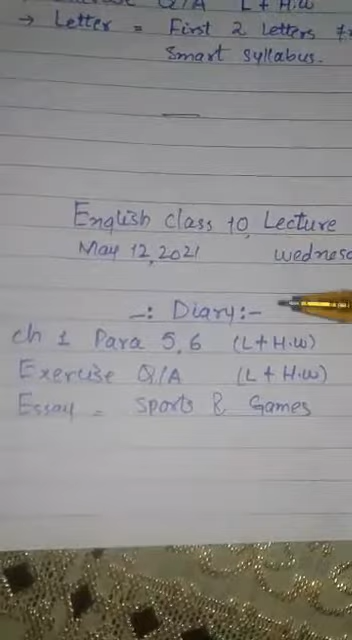 Q/A L + H.W
→ Letter = First 2 letters
Smart syllabus.
English class 10, Lecture
May 12, 2021
-: Diary:-
ch 1 Para 5,6 (L+H.W)
Exercise Q/A (L + H.W)
Essay = Sports & Games